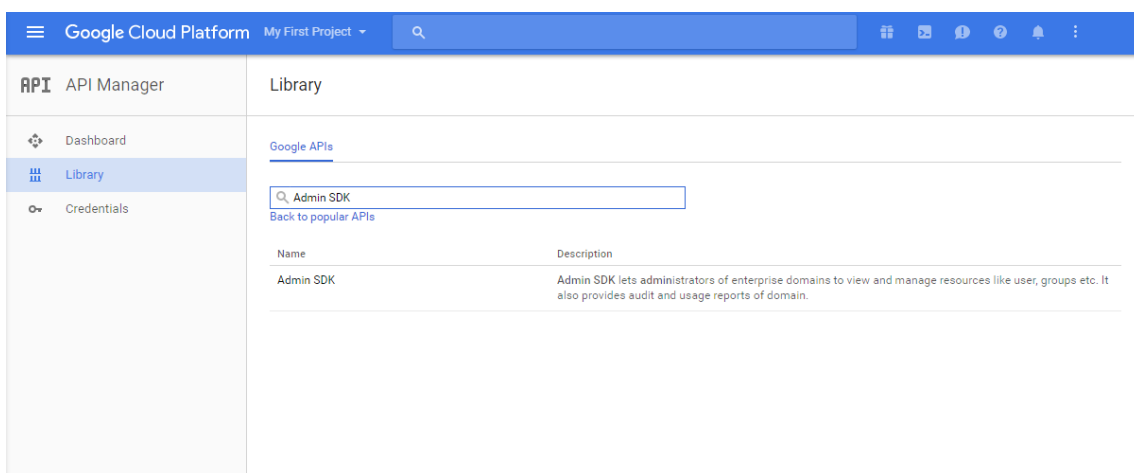 Google Cloud Platform My First Project
API API Manager
Library
Dashboard
Library
Credentials
Google APIs
Admin SDK
Back to popular APIs
Name Description
Admin SDK Admin SDK lets administrators of enterprise domains to view and manage resources like user, groups etc. It
also provides audit and usage reports of domain.